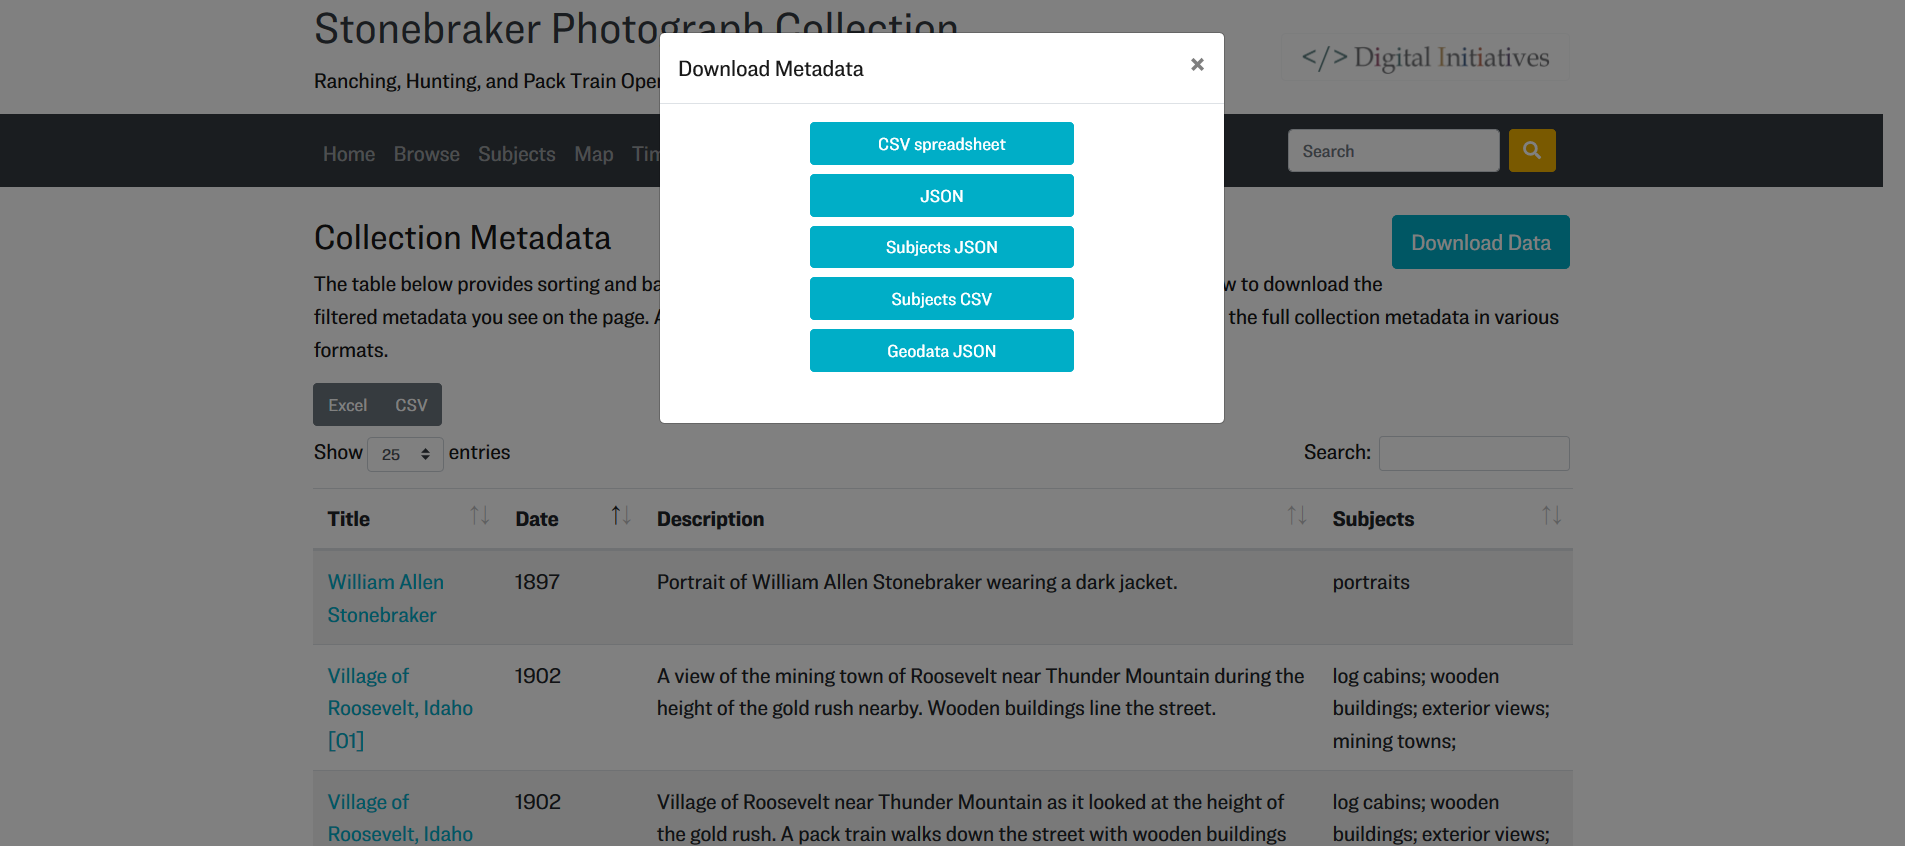 Stonebraker Photograph Collection
Ranching, Hunting, and Pack Train Oper
</> Digital Initiatives
Download Metadata
×
CSV spreadsheet
JSON
Subjects JSON
Subjects CSV
Geodata JSON
Home Browse Subjects Map Tim
Search
Collection Metadata
Download Data
The table below provides sorting and ba
w to download the
filtered metadata you see on the page. A
the full collection metadata in various
formats.
Excel CSV
Show 25 entries
Search:
Title Date Description Subjects
William Allen 1897 Portrait of William Allen Stonebraker wearing a dark jacket. portraits
Stonebraker
Village of 1902 A view of the mining town of Roosevelt near Thunder Mountain during the log cabins; wooden
Roosevelt, Idaho height of the gold rush nearby. Wooden buildings line the street. buildings; exterior views;
[01] mining towns;
Village of 1902 Village of Roosevelt near Thunder Mountain as it looked at the height of log cabins; wooden
Roosevelt, Idaho the gold rush. A pack train walks down the street with wooden buildings buildings; exterior views;